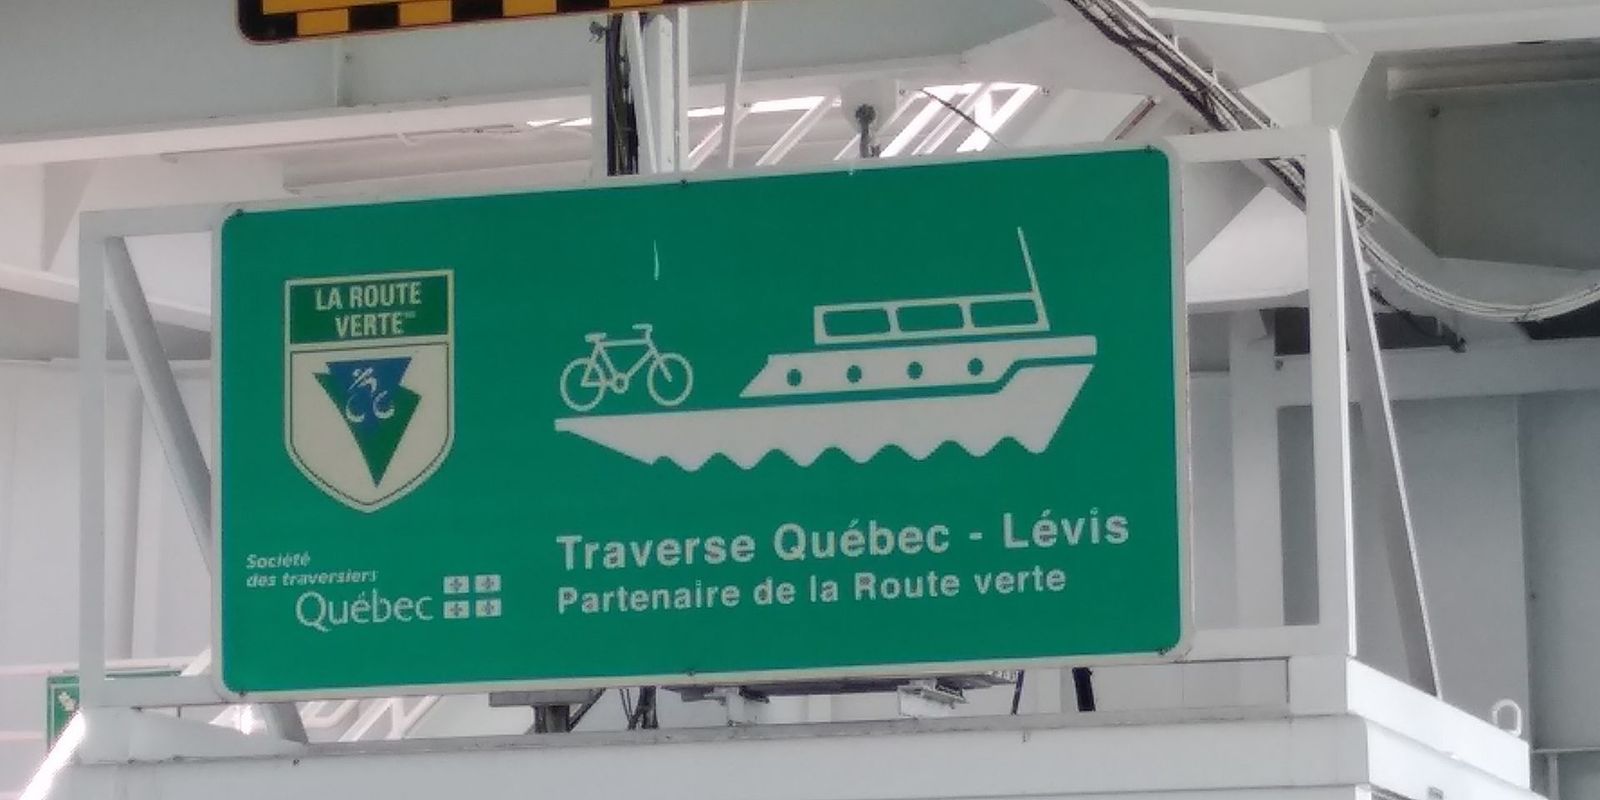 LA ROUTE
VERTE
Société
des traversiers
Québec
Traverse Québec - Lévis
Partenaire de la Route verte